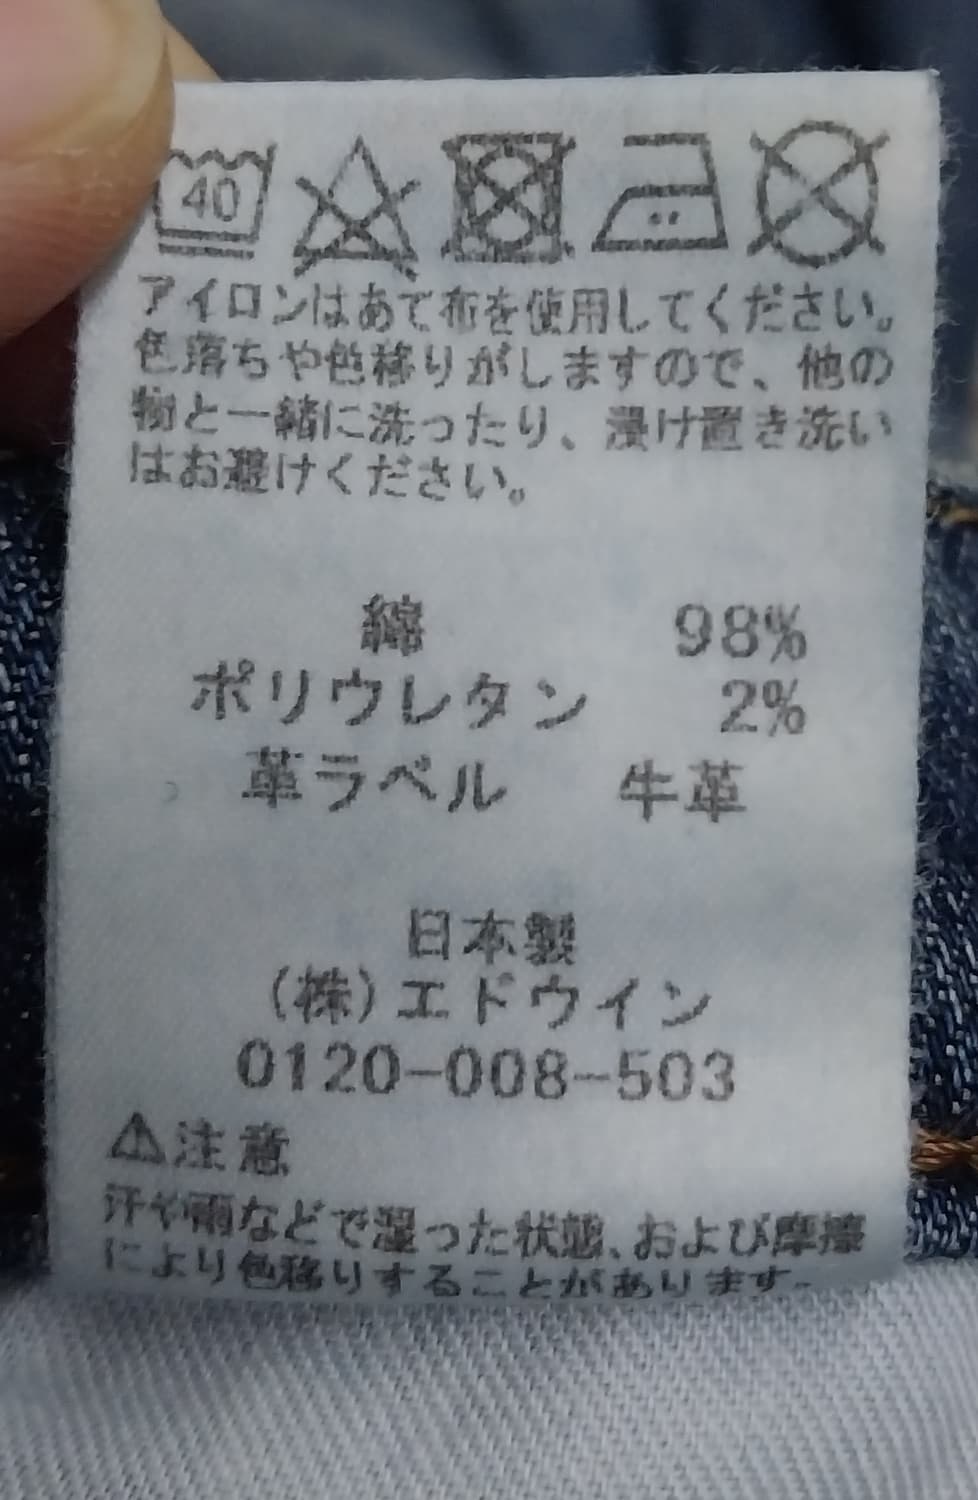 40
アイロンはあて布を使用してください。
色落ちや色移りがしますので、他の
物と一緒に洗ったり、浸け置き洗い
はお避けください。
綿 98%
ポリウレタン 2%
革ラベル 牛革
日本製
(株)エドウイン
0120-008-503
⚠注意
汗や雨などで湿った状態、および摩擦
により色移りすることがあります。